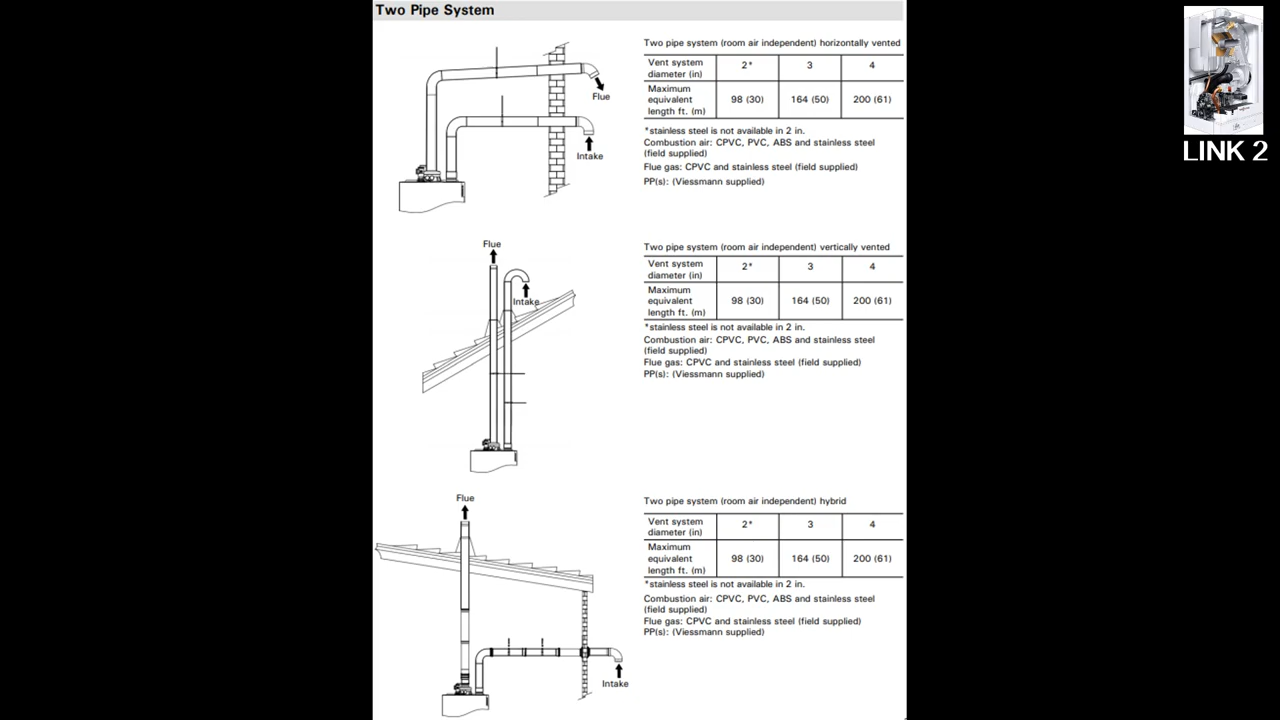 Two Pipe System
LINK 2
Flue
Intake
Two pipe system (room air independent) horizontally vented
Vent system diameter (in) 2* 3 4
Maximum equivalent length ft. (m) 98 (30) 164 (50) 200 (61)
*stainless steel is not available in 2 in.
Combustion air: CPVC, PVC, ABS and stainless steel
(field supplied)
Flue gas: CPVC and stainless steel (field supplied)
PP(s): (Viessmann supplied)
Flue
Intake
Two pipe system (room air independent) vertically vented
Vent system diameter (in) 2* 3 4
Maximum equivalent length ft. (m) 98 (30) 164 (50) 200 (61)
*stainless steel is not available in 2 in.
Combustion air: CPVC, PVC, ABS and stainless steel
(field supplied)
Flue gas: CPVC and stainless steel (field supplied)
PP(s): (Viessmann supplied)
Flue
Intake
Two pipe system (room air independent) hybrid
Vent system diameter (in) 2* 3 4
Maximum equivalent length ft. (m) 98 (30) 164 (50) 200 (61)
*stainless steel is not available in 2 in.
Combustion air: CPVC, PVC, ABS and stainless steel
(field supplied)
Flue gas: CPVC and stainless steel (field supplied)
PP(s): (Viessmann supplied)